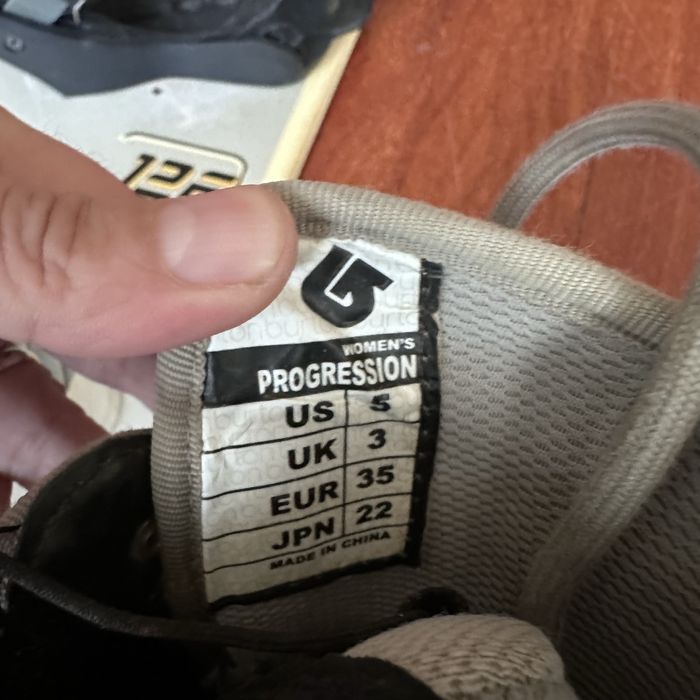 WOMEN'S
PROGRESSION
US 5
UK 3
EUR 35
JPN 22
MADE IN CHINA